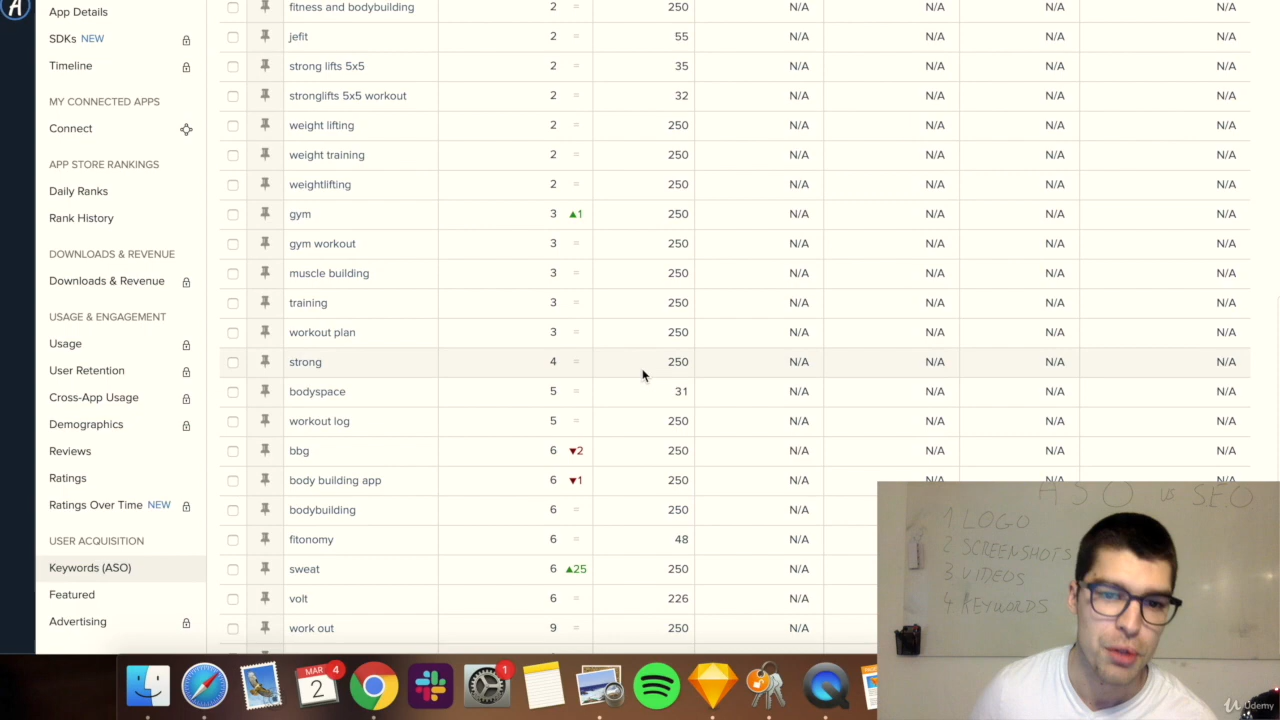 App Details
SDKs NEW
Timeline
MY CONNECTED APPS
Connect
APP STORE RANKINGS
Daily Ranks
Rank History
DOWNLOADS & REVENUE
Downloads & Revenue
USAGE & ENGAGEMENT
Usage
User Retention
Cross-App Usage
Demographics
Reviews
Ratings
Ratings Over Time NEW
USER ACQUISITION
Keywords (ASO)
Featured
Advertising
fitness and bodybuilding 2 = 250 N/A N/A N/A N/A
jefit 2 = 55 N/A N/A N/A N/A
strong lifts 5x5 2 = 35 N/A N/A N/A N/A
stronglifts 5x5 workout 2 = 32 N/A N/A N/A N/A
weight lifting 2 = 250 N/A N/A N/A N/A
weight training 2 = 250 N/A N/A N/A N/A
weightlifting 2 = 250 N/A N/A N/A N/A
gym 3 ▲1 250 N/A N/A N/A N/A
gym workout 3 = 250 N/A N/A N/A N/A
muscle building 3 = 250 N/A N/A N/A N/A
training 3 = 250 N/A N/A N/A N/A
workout plan 3 = 250 N/A N/A N/A N/A
strong 4 = 250 N/A N/A N/A N/A
bodyspace 5 = 31 N/A N/A N/A N/A
workout log 5 = 250 N/A N/A N/A N/A
bbg 6 ▼2 250 N/A N/A N/A N/A
body building app 6 ▼1 250 N/A N/A N/A N/A
bodybuilding 6 = 250 N/A
fitonomy 6 = 48 N/A
sweat 6 ▲25 250 N/A
volt 6 = 226 N/A
work out 9 = 250 N/A
ASO vs SEO
1 LOGO
2 SCREENSHOTS
3 VIDEOS
4 KEYWORDS
MAR 4
2
1
Udemy